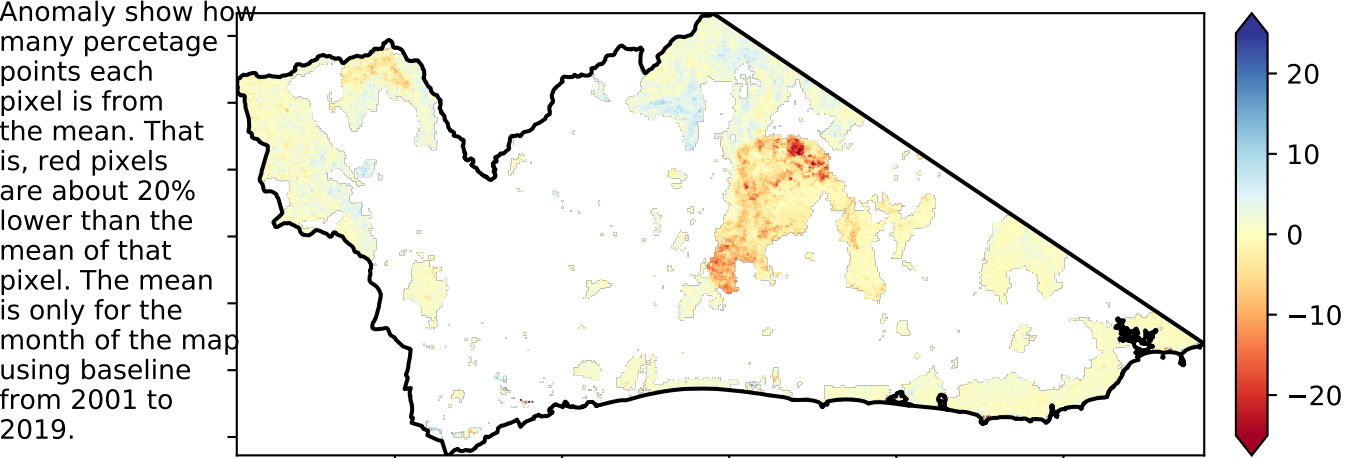 Anomaly show how
many percetage
points each
pixel is from
the mean. That
is, red pixels
are about 20%
lower than the
mean of that
pixel. The mean
is only for the
month of the map
using baseline
from 2001 to
2019.
20
10
0
−10
−20